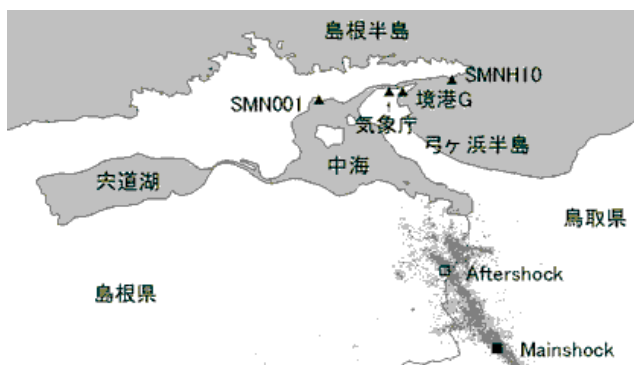 島根半島
SMNH10
SMN001
境港G
気象庁
弓ヶ浜半島
中海
宍道湖
鳥取県
Aftershock
島根県
Mainshock